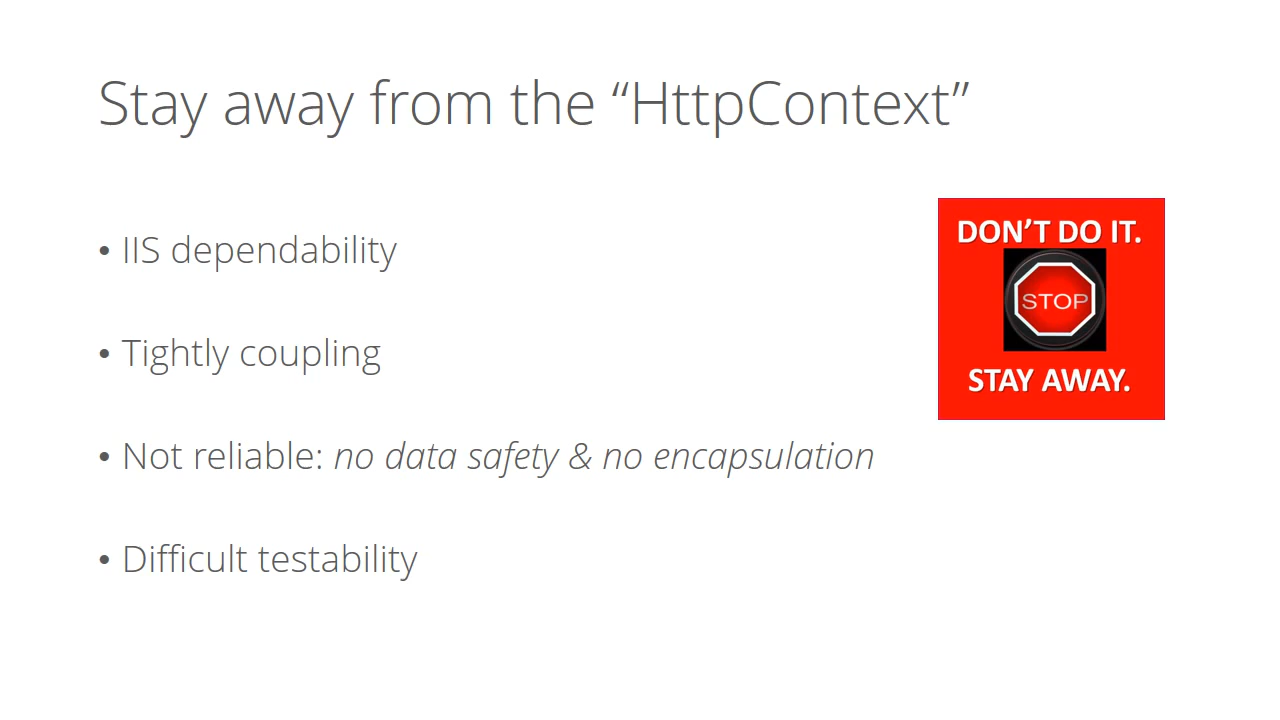 Stay away from the “HttpContext”
• IIS dependability
• Tightly coupling
• Not reliable: no data safety & no encapsulation
• Difficult testability
DON’T DO IT.
STOP
STAY AWAY.